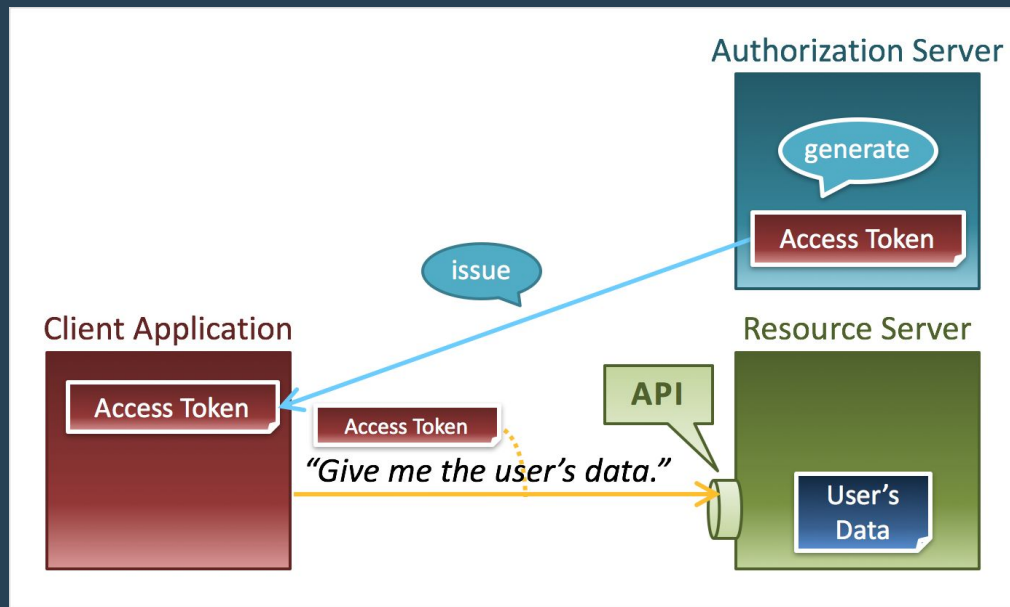 Authorization Server
generate
Access Token
issue
Client Application
Resource Server
Access Token
API
Access Token
“Give me the user’s data.”
User’s
Data